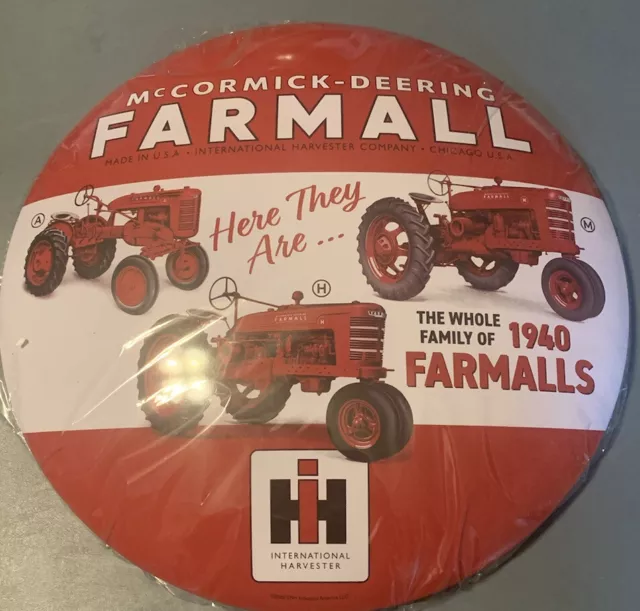 McCORMICK-DEERING
FARMALL
MADE IN U.S.A • INTERNATIONAL HARVESTER COMPANY • CHICAGO U.S.A.
Here They
Are ...
A
M
H
FARMALL
FARMALL
THE WHOLE
FAMILY OF 1940
FARMALLS
IH
INTERNATIONAL
HARVESTER